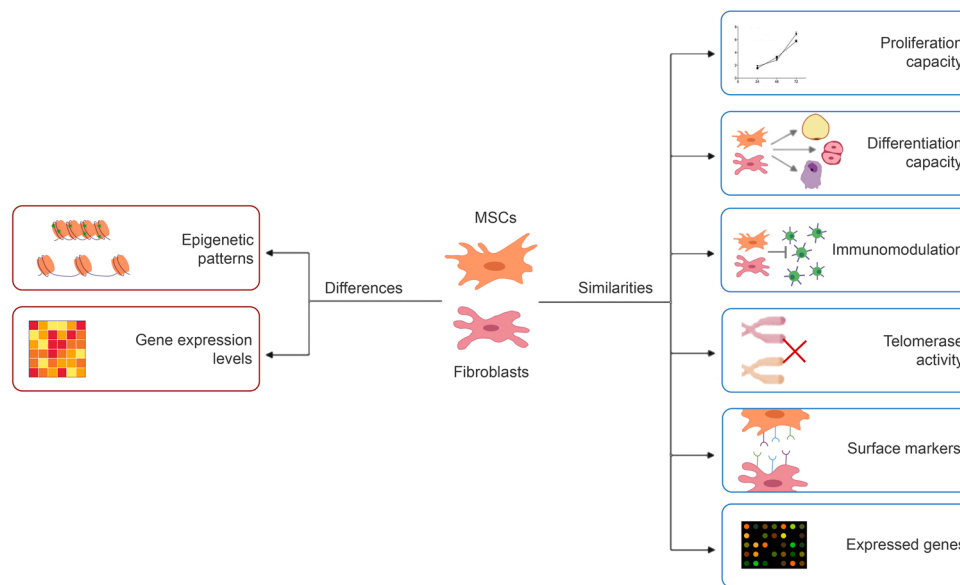 Proliferation
capacity
Differentiation
capacity
MSCs
Epigenetic
patterns
Immunomodulation
Differences
Similarities
Gene expression
levels
Telomerase
activity
Fibroblasts
Surface markers
Expressed genes